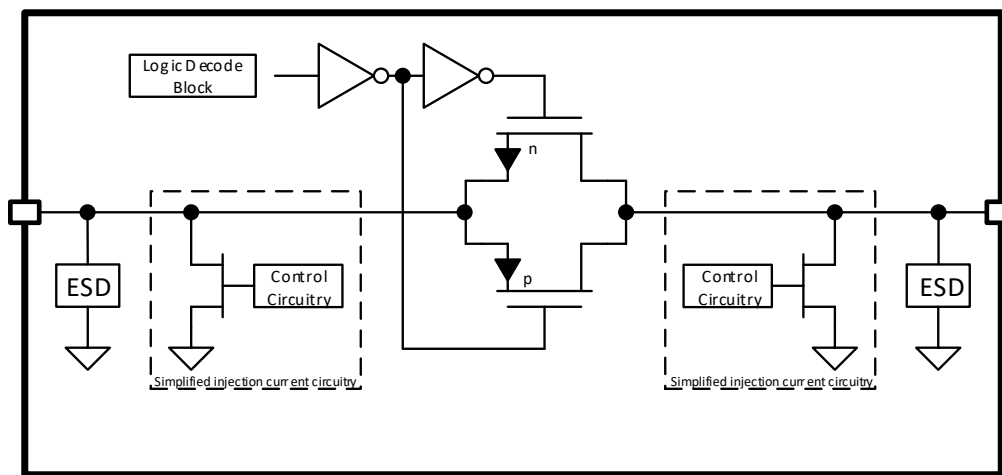 Logic Decode
Block
n
p
ESD
Control
Circuitry
Simplified injection current circuitry
Control
Circuitry
ESD
Simplified injection current circuitry